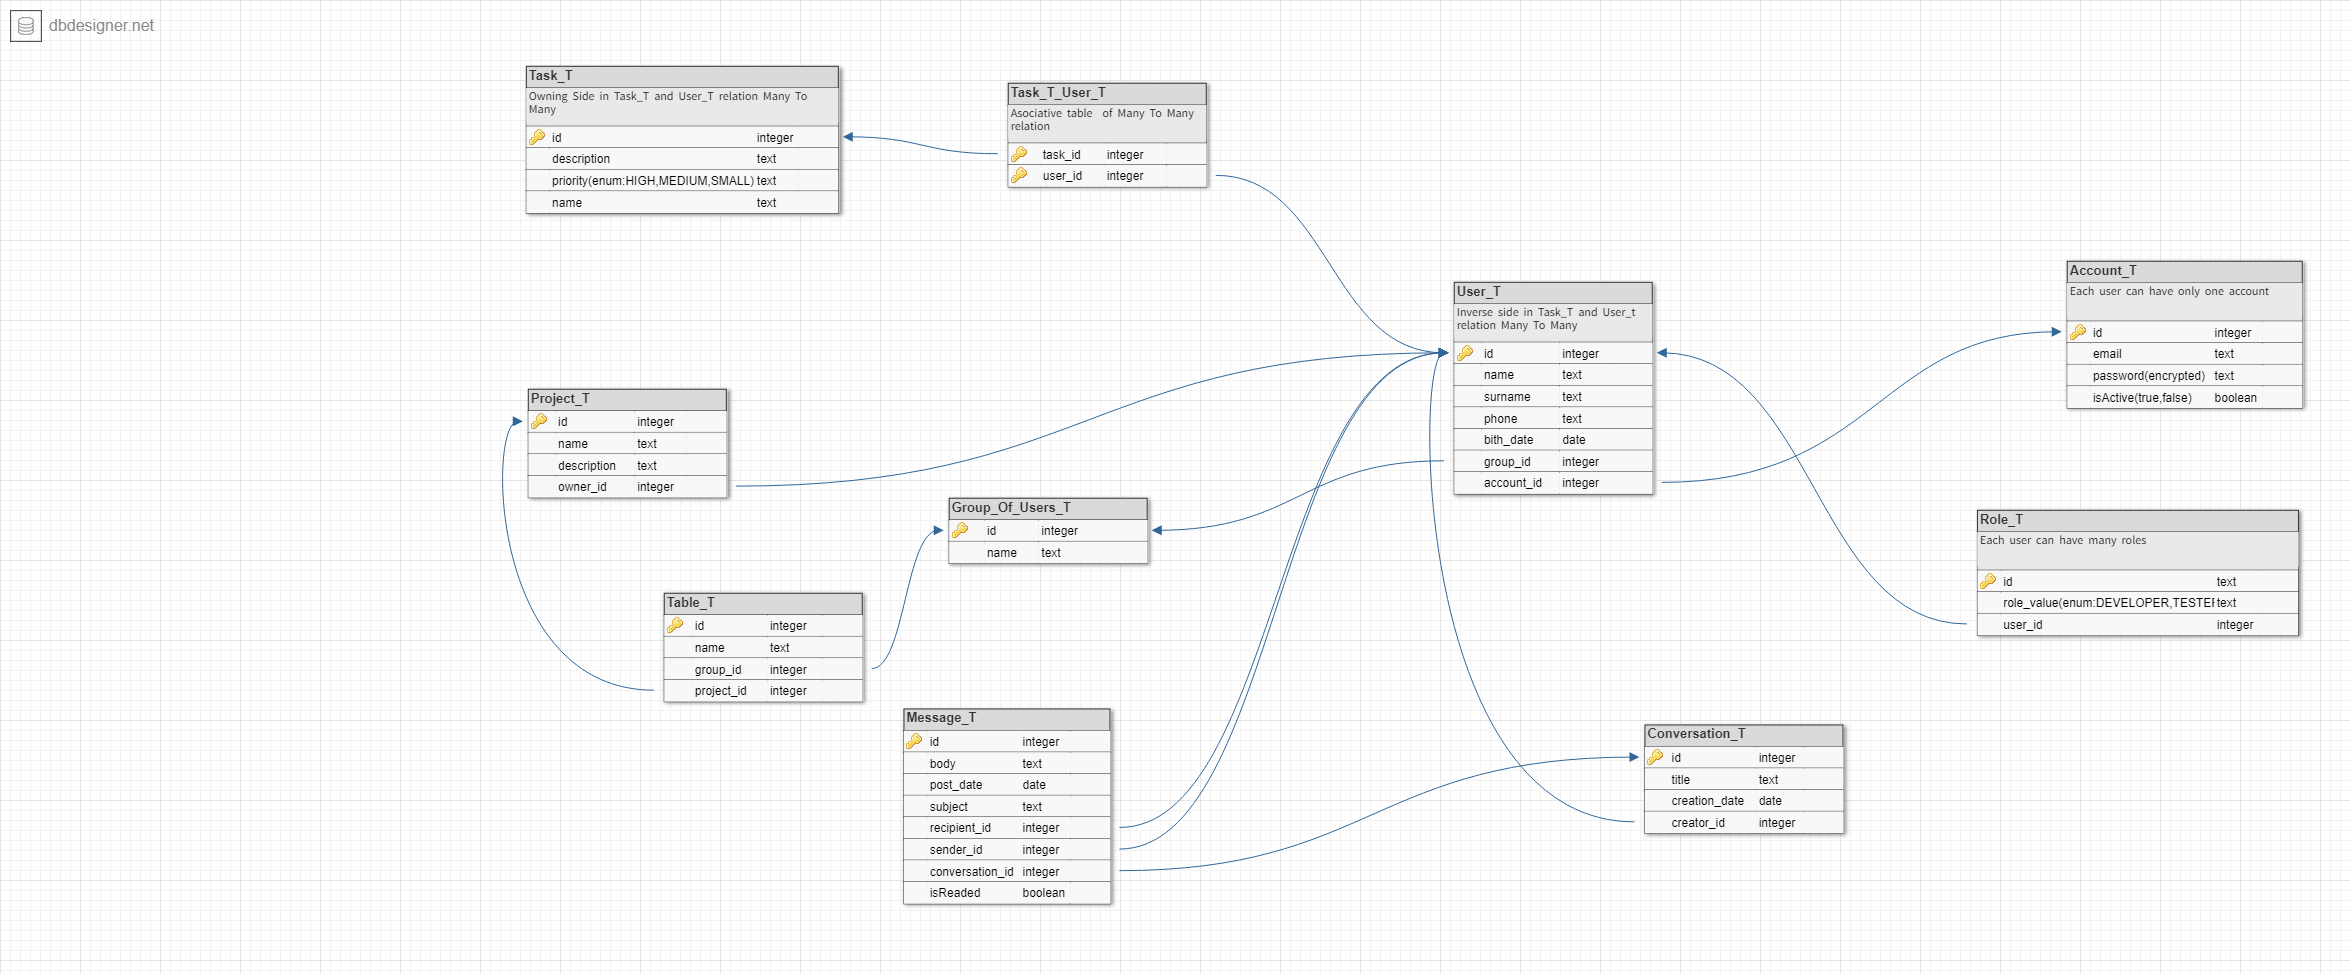 dbdesigner.net
Task_T
Owning Side in Task_T and User_T relation Many To
Many
id integer
description text
priority(enum:HIGH,MEDIUM,SMALL) text
name text
Task_T_User_T
Asociative table of Many To Many
relation
task_id integer
user_id integer
User_T
Inverse side in Task_T and User_t
relation Many To Many
id integer
name text
surname text
phone text
bith_date date
group_id integer
account_id integer
Account_T
Each user can have only one account
id integer
email text
password(encrypted) text
isActive(true,false) boolean
Project_T
id integer
name text
description text
owner_id integer
Group_Of_Users_T
id integer
name text
Role_T
Each user can have many roles
id text
role_value(enum:DEVELOPER,TESTE text
user_id integer
Table_T
id integer
name text
group_id integer
project_id integer
Message_T
id integer
body text
post_date date
subject text
recipient_id integer
sender_id integer
conversation_id integer
isReaded boolean
Conversation_T
id integer
title text
creation_date date
creator_id integer